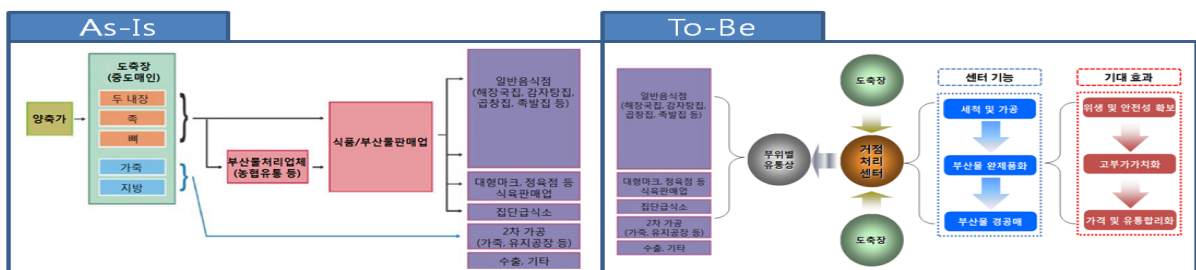 As-Is
양축가
도축장
(중도매인)
두 내장
족
뼈
가죽
지방
부산물처리업체
(농협유통 등)
식품/부산물판매업
일반음식점
(해장국집, 감자탕집,
곱창집, 족발집 등)
대형마크, 정육점 등
식육판매업
집단급식소
2차 가공
(가죽, 유지공장 등)
수출, 기타
To-Be
일반음식점
(해장국집, 감자탕집,
곱창집, 족발집 등)
대형마크, 정육점 등
식육판매업
집단급식소
2차 가공
(가죽, 유지공장 등)
수출, 기타
부위별
유통상
도축장
거점
처리
센터
도축장
센터 기능
세척 및 가공
부산물 완제품화
부산물 경공매
기대 효과
위생 및 안전성 확보
고부가가치화
가격 및 유통합리화